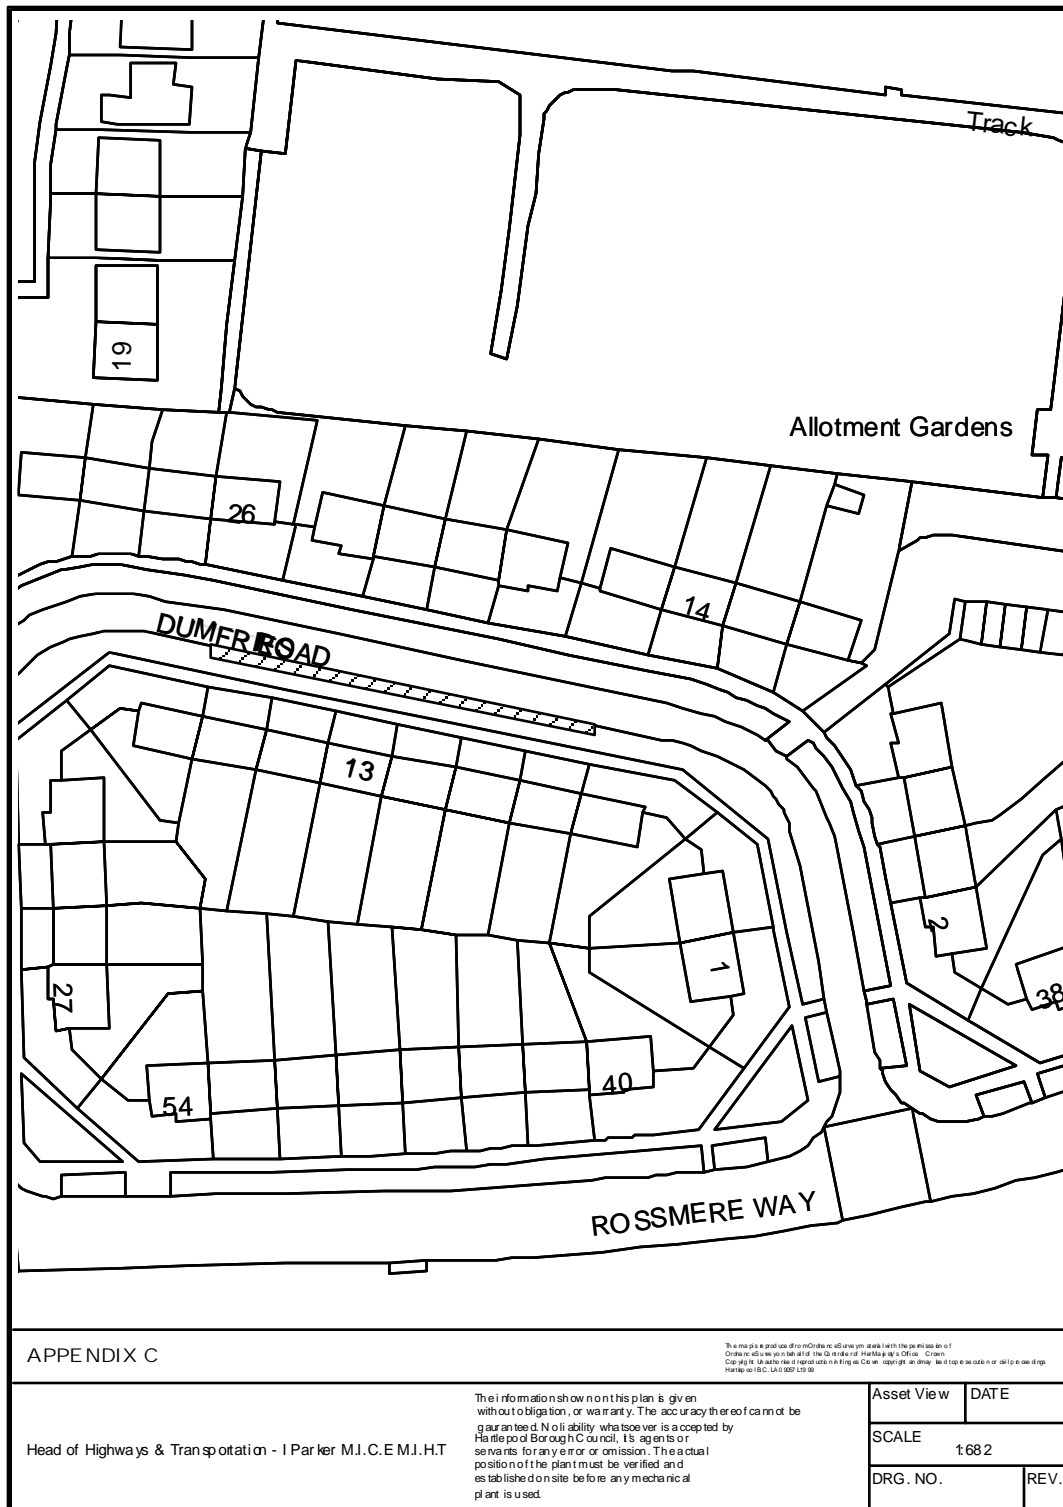 Track
19
Allotment Gardens
26
14
DUMFRIES ROAD
13
2
1
38
27
40
54
ROSSMERE WAY
APPENDIX C
Head of Highways & Transportation - I Parker M.I.C.E M.I.H.T
The information shown on this plan is given
without obligation, or warranty. The accuracy thereof cannot be
gauranteed. No liability whatsoever is accepted by
Hartlepool Borough Council, it's agents or
servants for any error or omission. The actual
position of the plant must be verified and
established on site before any mechanical
plant is used.
Asset View
DATE
SCALE
1:682
DRG. NO.
REV.